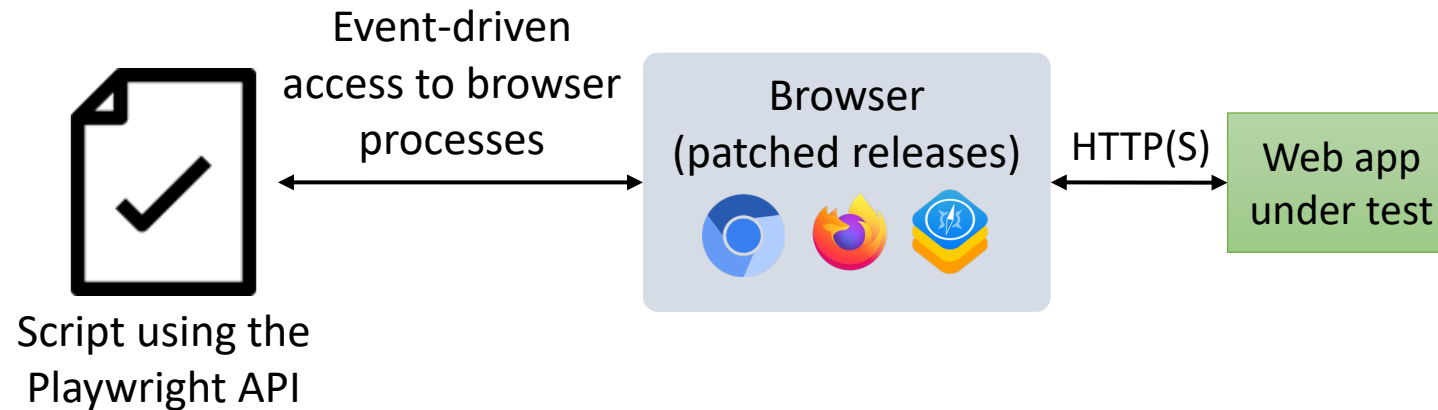 Event-driven
access to browser
processes
Browser
(patched releases)
HTTP(S)
Web app
under test
Script using the
Playwright API